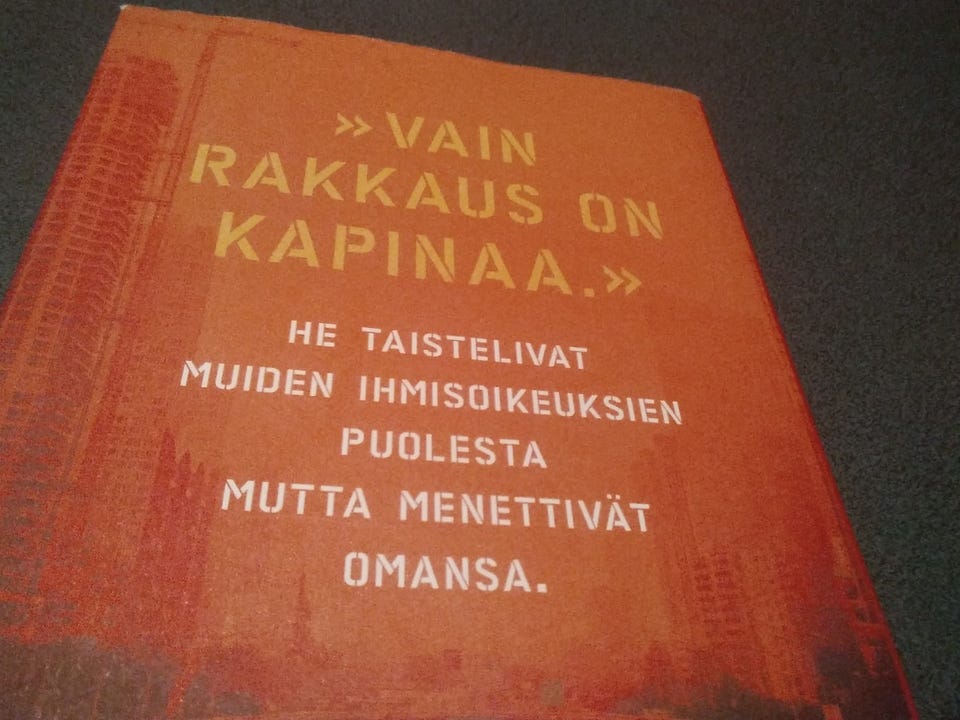 »VAIN
RAKKAUS ON
KAPINAA.»
HE TAISTELIVAT
MUIDEN IHMISOIKEUKSIEN
PUOLESTA
MUTTA MENETTIVÄT
OMANSA.